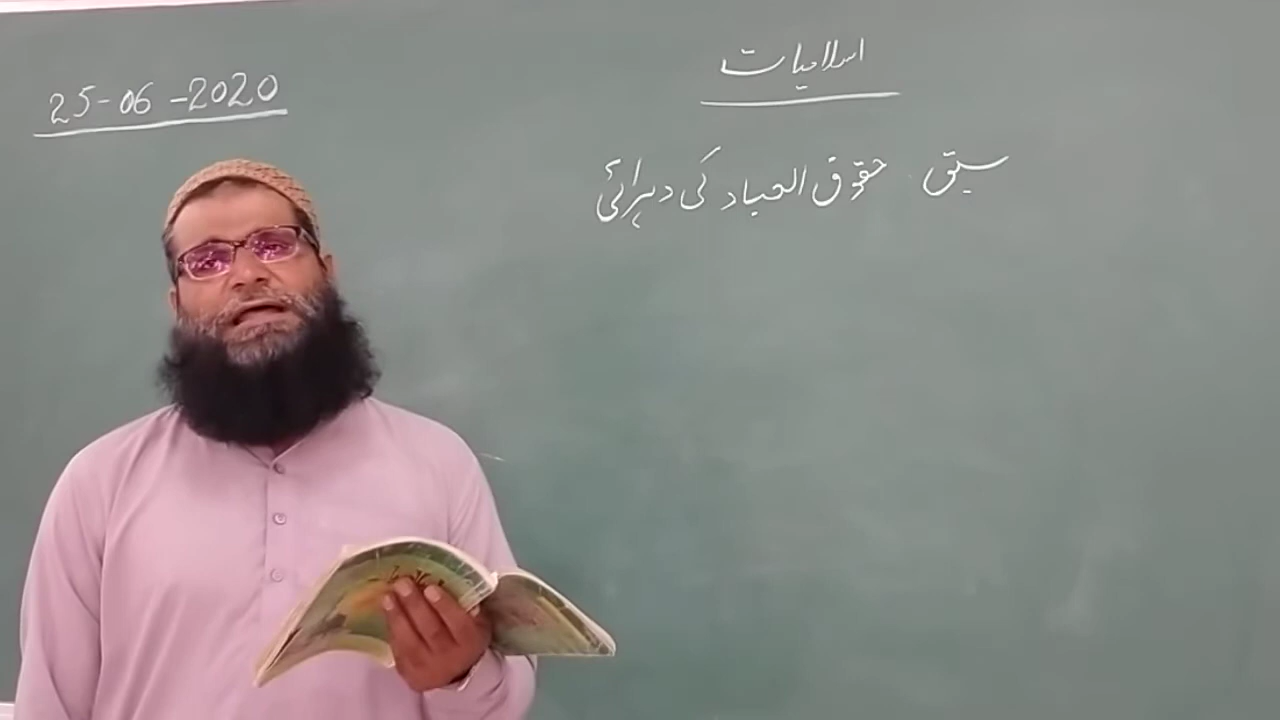 25-06-2020
اسلامیات
سبق حقوق العباد کی دہرائی